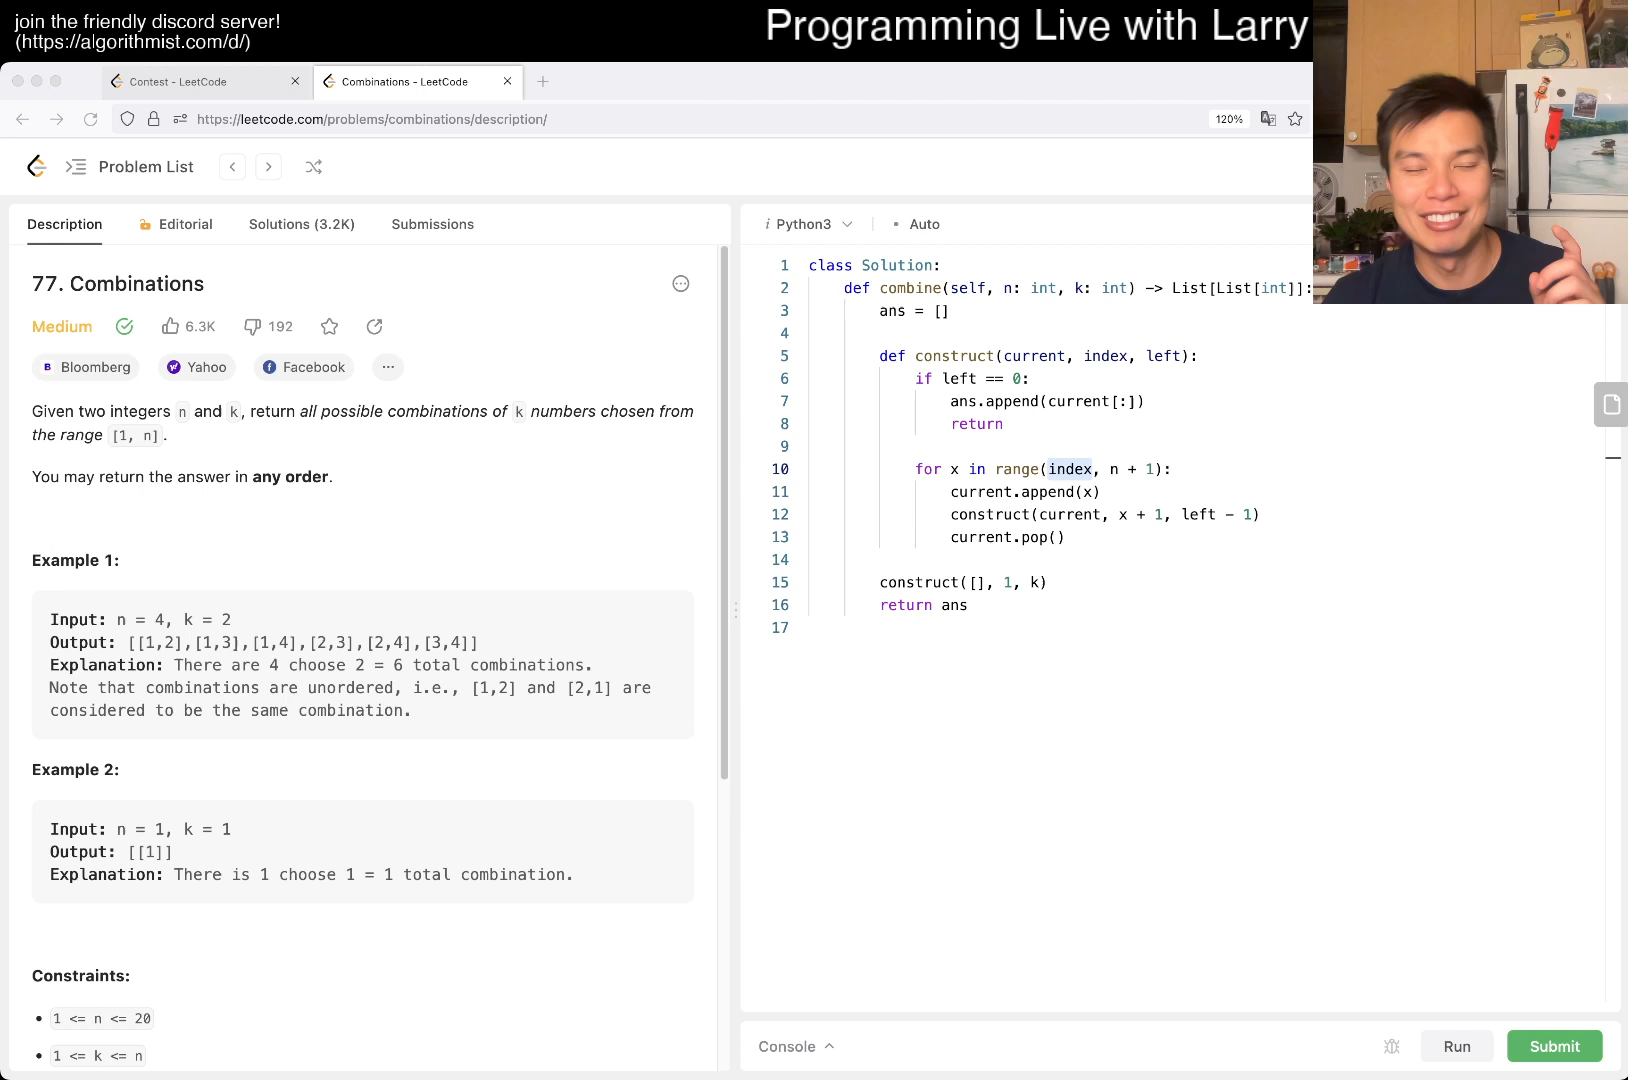 join the friendly discord server!
(https://algorithmist.com/d/)
Programming Live with Larry
Contest - LeetCode
Combinations - LeetCode
https://leetcode.com/problems/combinations/description/
120%
Problem List
Description
Editorial
Solutions (3.2K)
Submissions
77. Combinations
Medium
6.3K
192
Bloomberg
Yahoo
Facebook
Given two integers n and k, return all possible combinations of k numbers chosen from
the range [1, n].
You may return the answer in any order.
Example 1:
Input: n = 4, k = 2
Output: [[1,2],[1,3],[1,4],[2,3],[2,4],[3,4]]
Explanation: There are 4 choose 2 = 6 total combinations.
Note that combinations are unordered, i.e., [1,2] and [2,1] are
considered to be the same combination.
Example 2:
Input: n = 1, k = 1
Output: [[1]]
Explanation: There is 1 choose 1 = 1 total combination.
Constraints:
• 1 <= n <= 20
• 1 <= k <= n
i Python3
• Auto
1 class Solution:
2 def combine(self, n: int, k: int) -> List[List[int]]:
3 ans = []
4
5 def construct(current, index, left):
6 if left == 0:
7 ans.append(current[:])
8 return
9
10 for x in range(index, n + 1):
11 current.append(x)
12 construct(current, x + 1, left - 1)
13 current.pop()
14
15 construct([], 1, k)
16 return ans
17
Console
Run
Submit